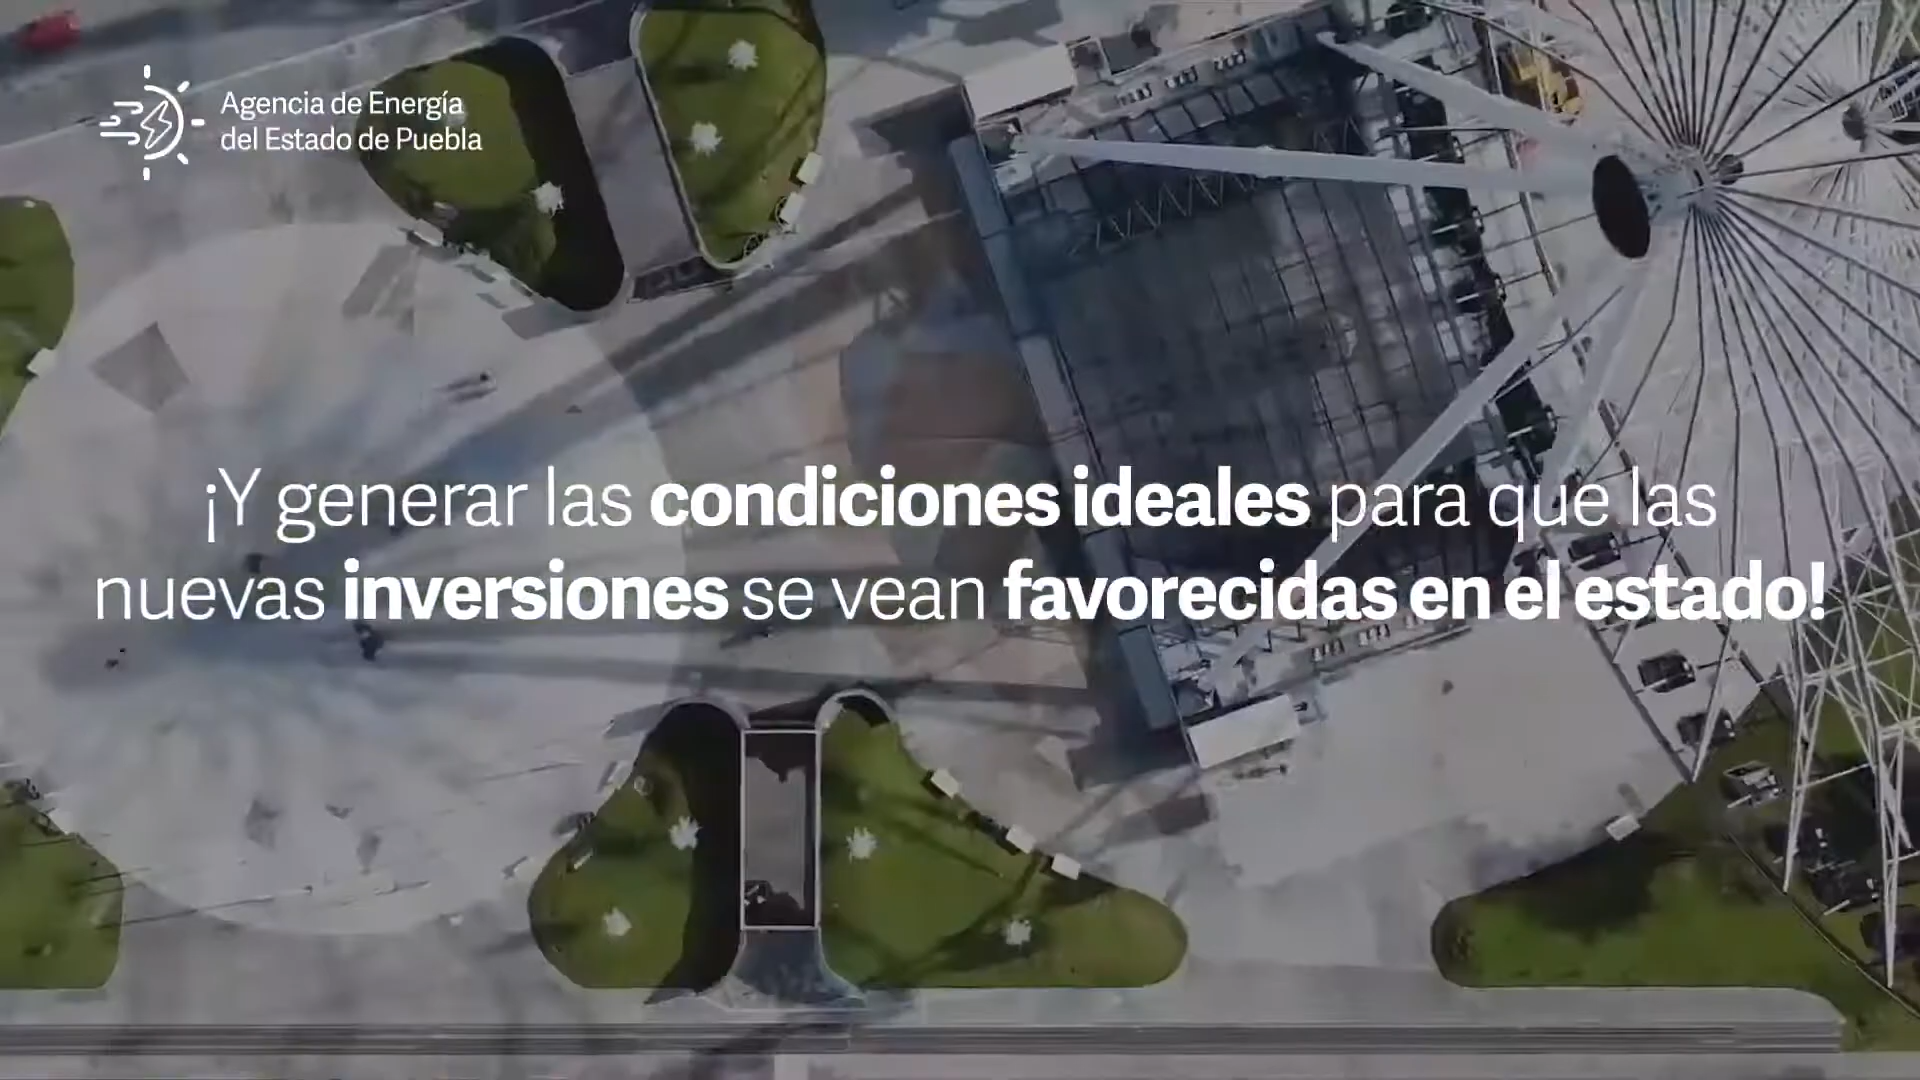 Agencia de Energía
del Estado de Puebla
¡Y generar las condiciones ideales para que las
nuevas inversiones se vean favorecidas en el estado!